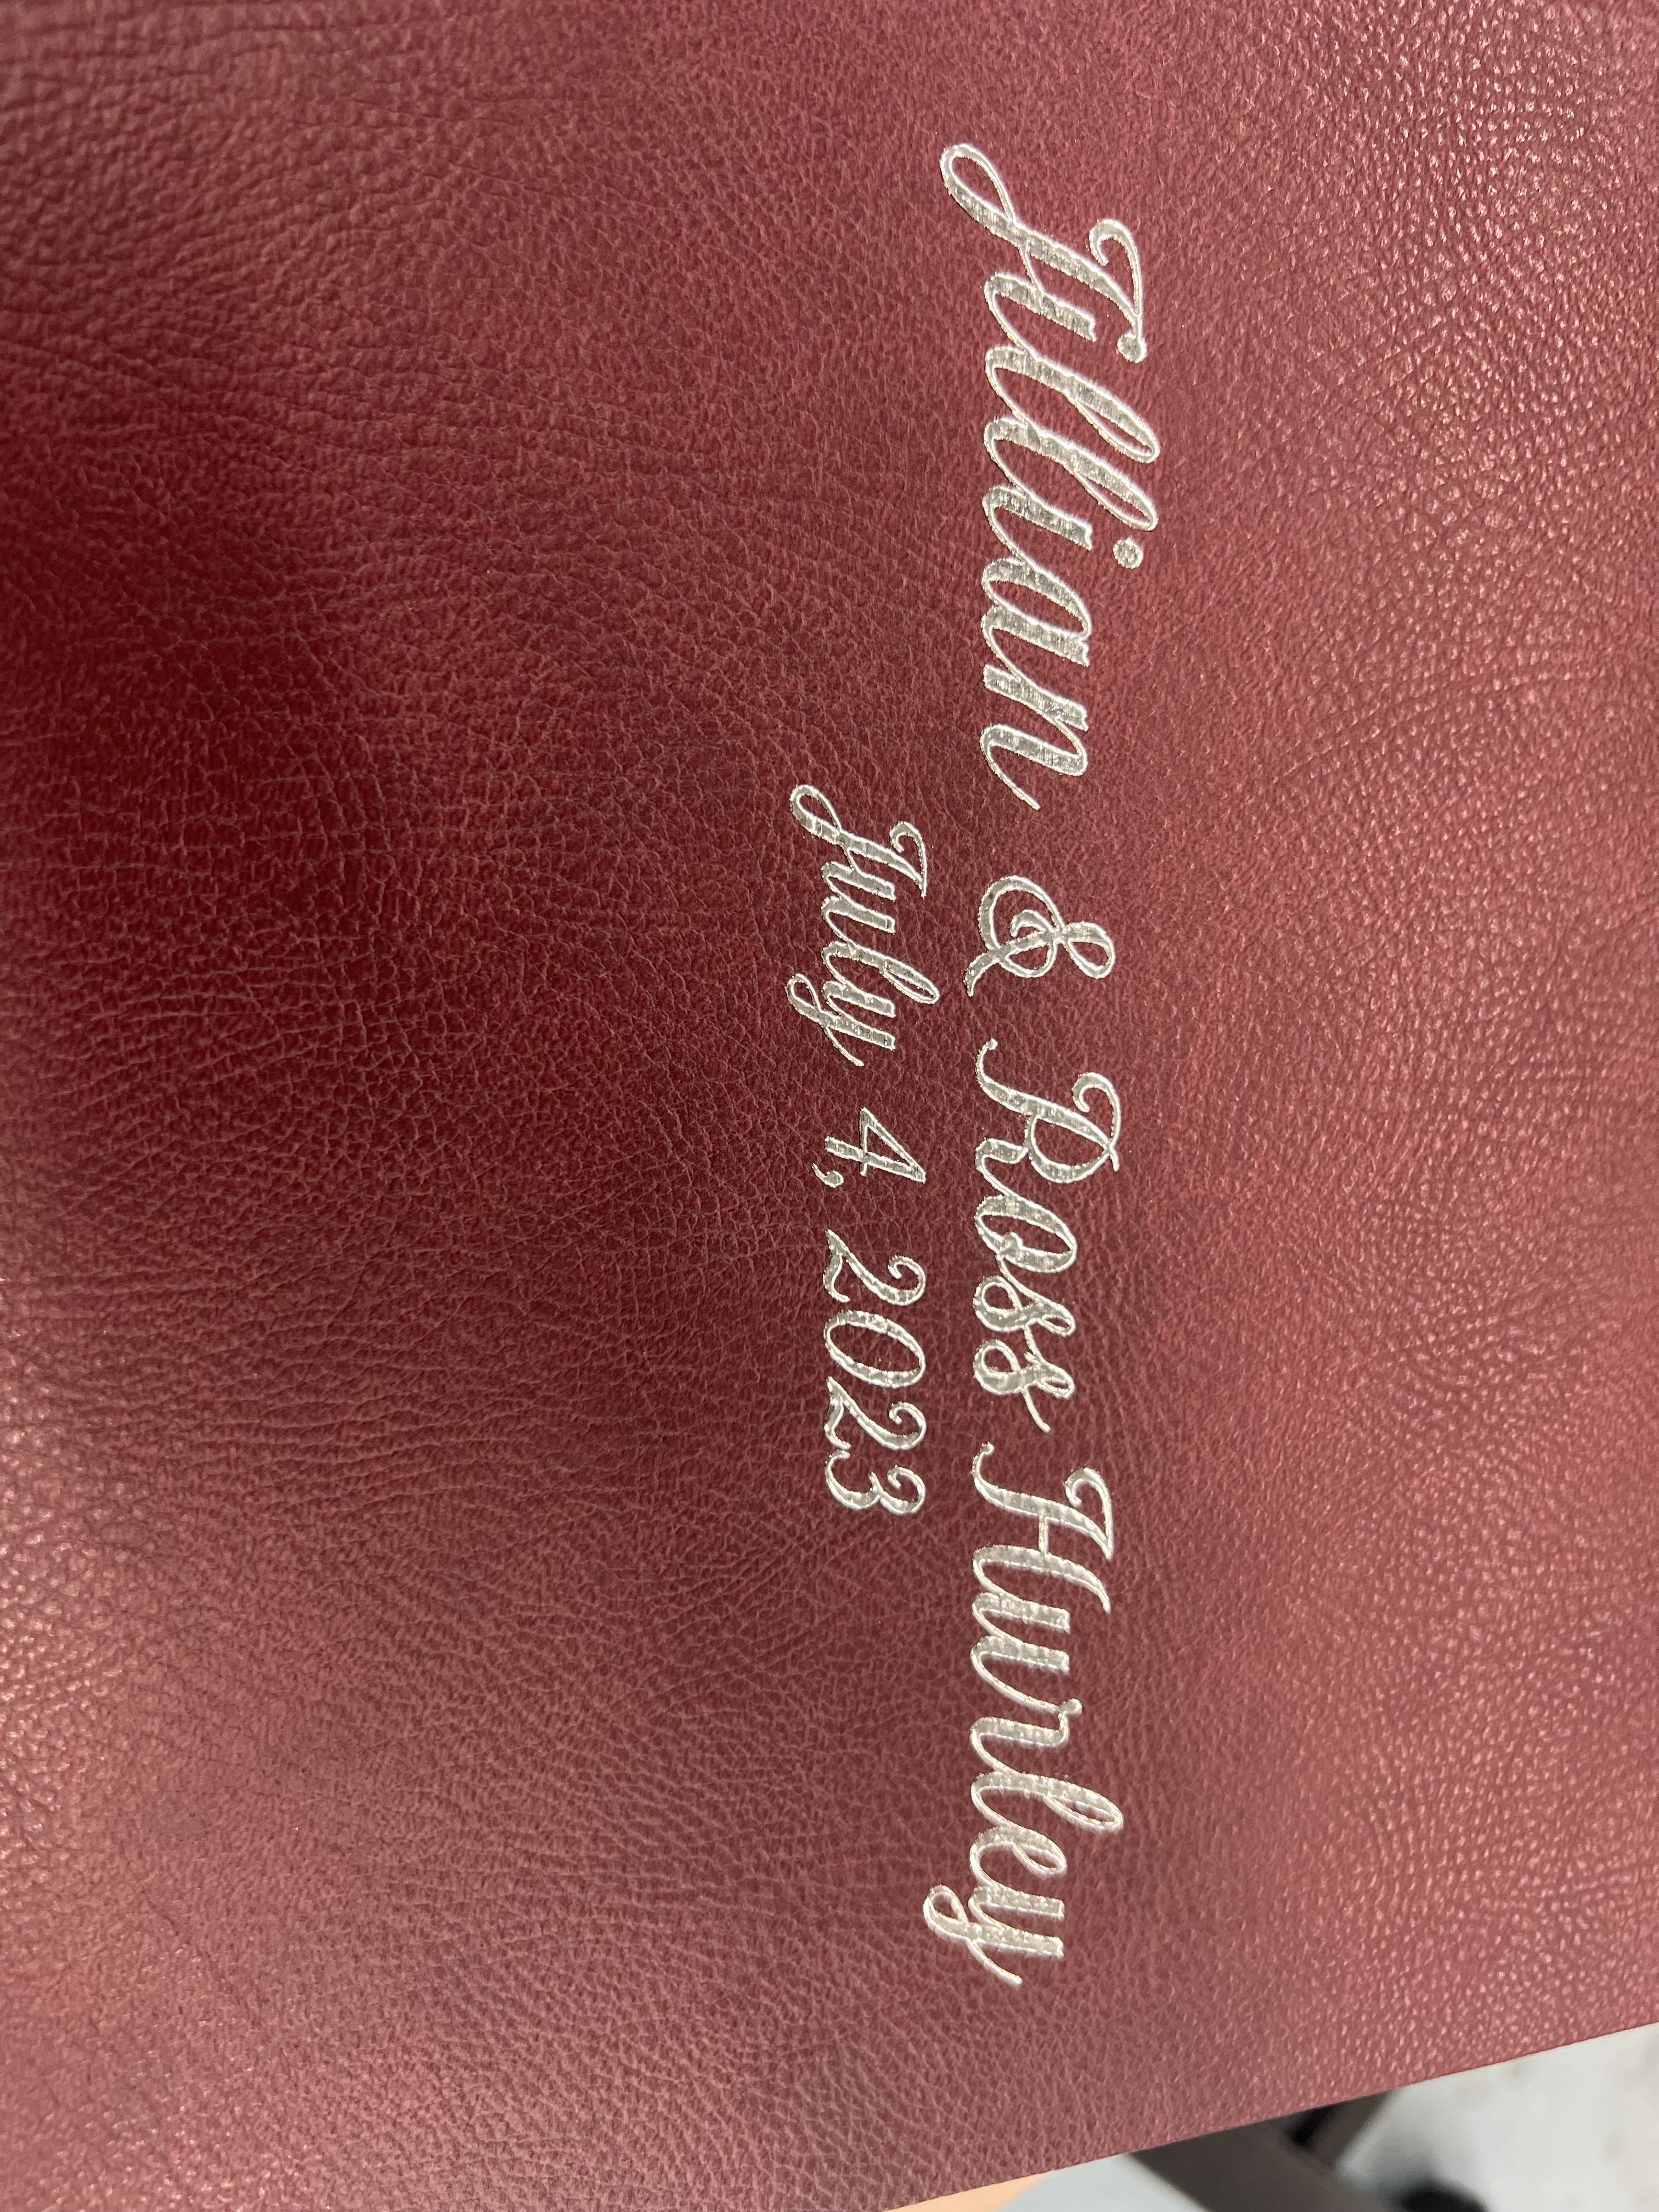 Jillian & Ross Hurley
July 4, 2023